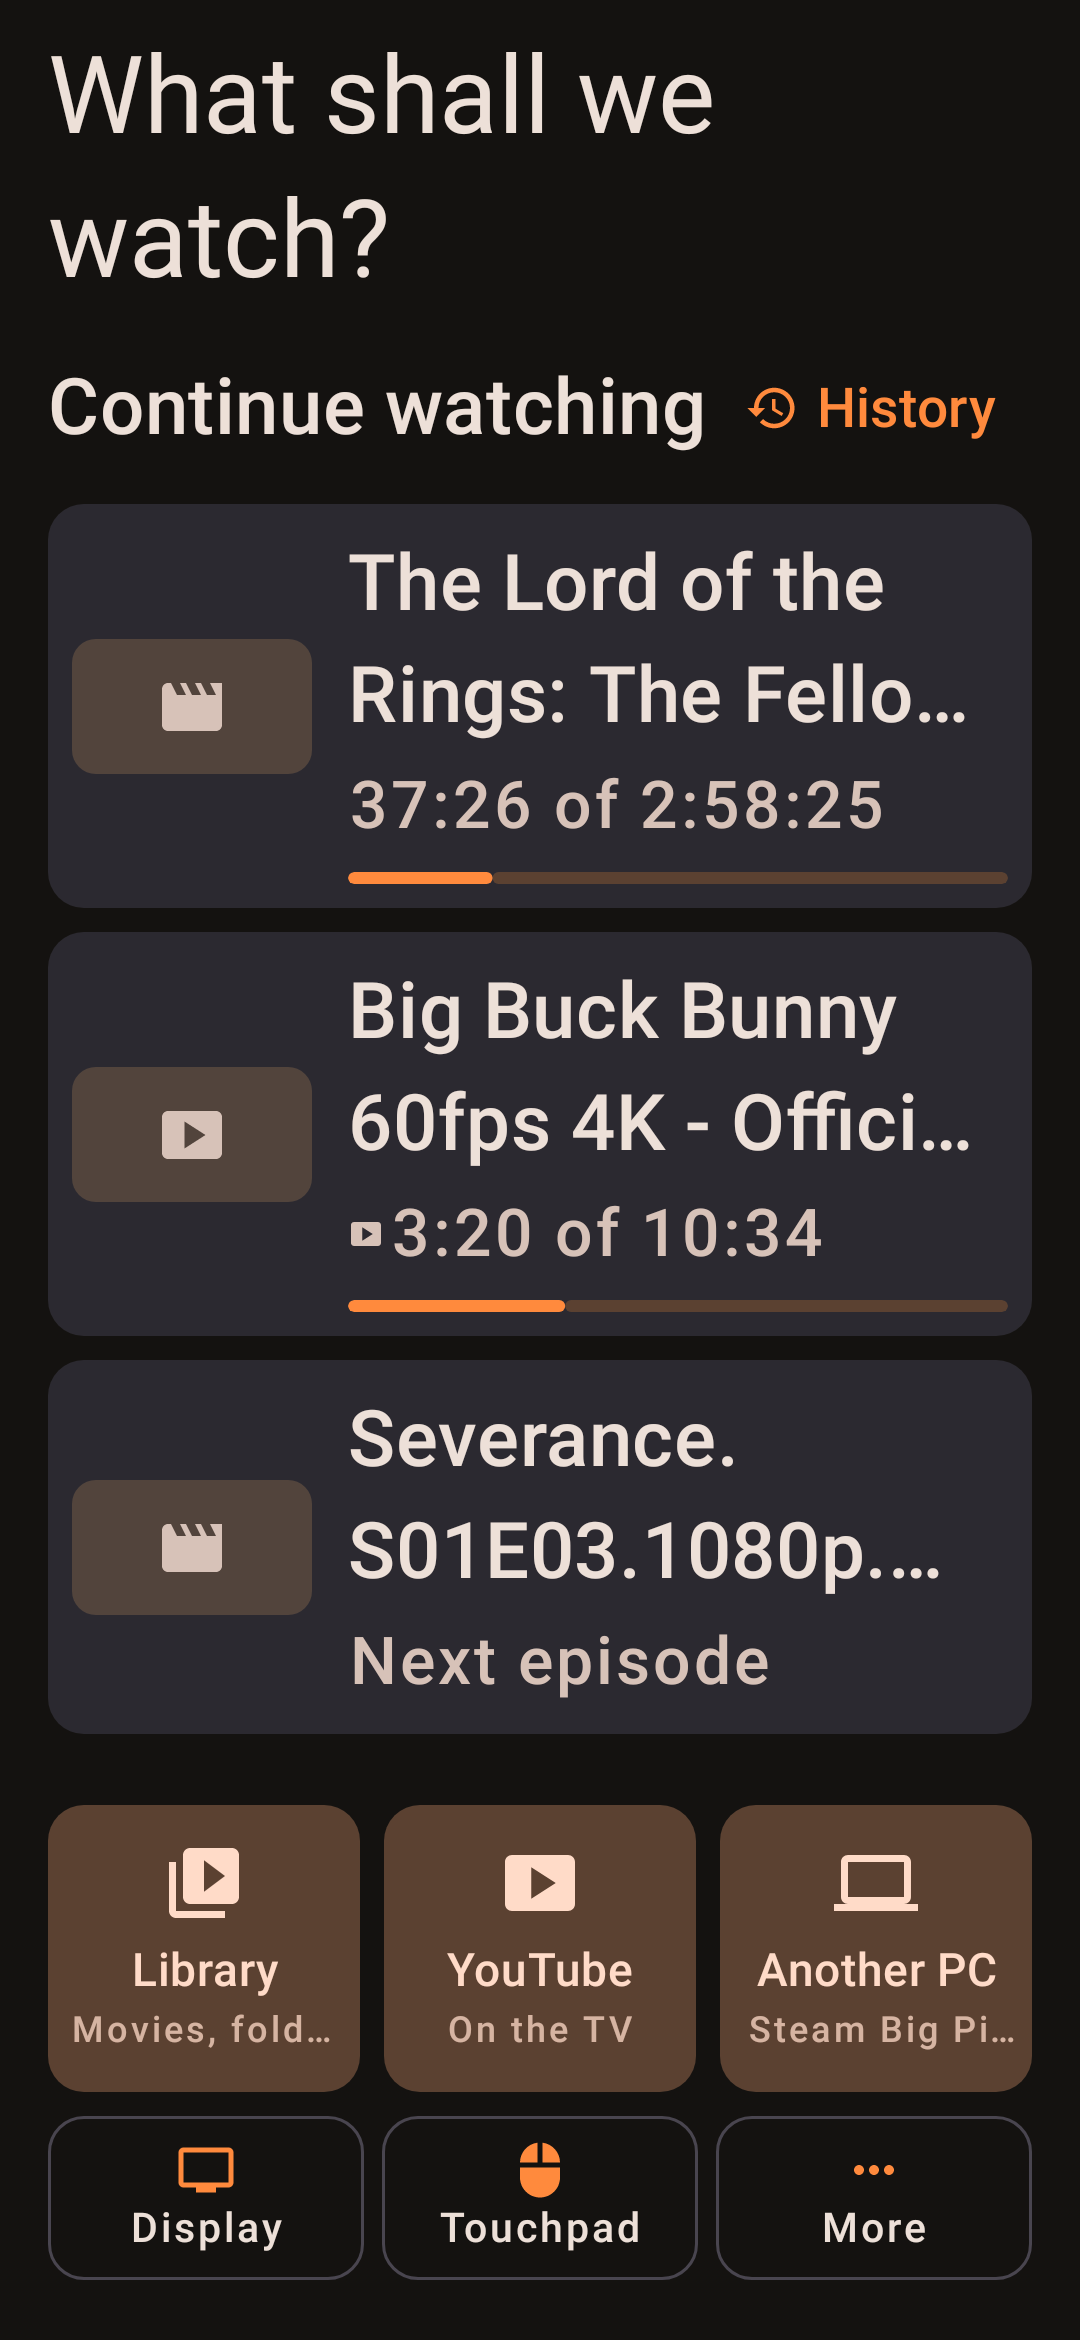 What shall we
watch?
Continue watching
History
The Lord of the
Rings: The Fello…
37:26 of 2:58:25
Big Buck Bunny
60fps 4K - Offici…
3:20 of 10:34
Severance.
S01E03.1080p.…
Next episode
Library
Movies, fold…
YouTube
On the TV
Another PC
Steam Big Pi…
Display
Touchpad
More